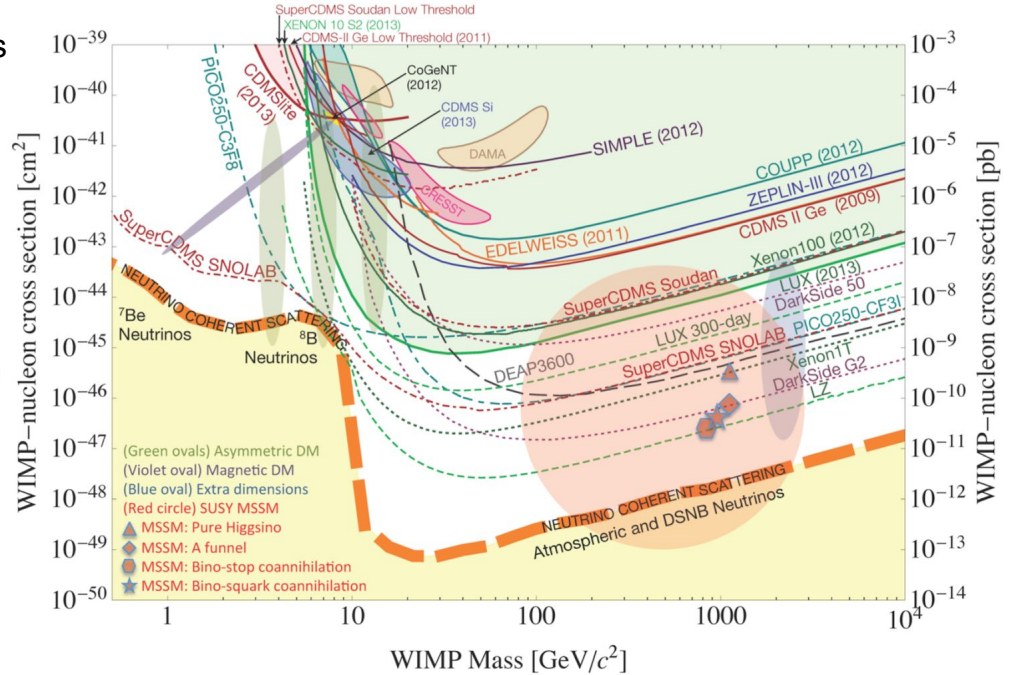 s
SuperCDMS Soudan Low Threshold
XENON 10 S2 (2013)
CDMS-II Ge Low Threshold (2011)
10−39
10−40
10−41
10−42
10−43
10−44
10−45
10−46
10−47
10−48
10−49
10−50
WIMP−nucleon cross section [cm2]
PICO250-C3F8
CDMSlite
(2013)
CoGeNT
(2012)
CDMS Si
(2013)
DAMA
CRESST
SIMPLE (2012)
COUPP (2012)
ZEPLIN-III (2012)
CDMS II Ge (2009)
EDELWEISS (2011)
Xenon100 (2012)
SuperCDMS SNOLAB
SuperCDMS Soudan
LUX (2013)
DarkSide 50
NEUTRINO COHERENT SCATTERING
7Be
Neutrinos
8B
Neutrinos
LUX 300-day
PICO250-CF3I
DEAP3600
SuperCDMS SNOLAB
Xenon1T
DarkSide G2
LZ
(Green ovals) Asymmetric DM
(Violet oval) Magnetic DM
(Blue oval) Extra dimensions
(Red circle) SUSY MSSM
MSSM: Pure Higgsino
MSSM: A funnel
MSSM: Bino-stop coannihilation
MSSM: Bino-squark coannihilation
NEUTRINO COHERENT SCATTERING
Atmospheric and DSNB Neutrinos
10−3
10−4
10−5
10−6
10−7
10−8
10−9
10−10
10−11
10−12
10−13
10−14
WIMP−nucleon cross section [pb]
1
10
100
1000
104
WIMP Mass [GeV/c2]